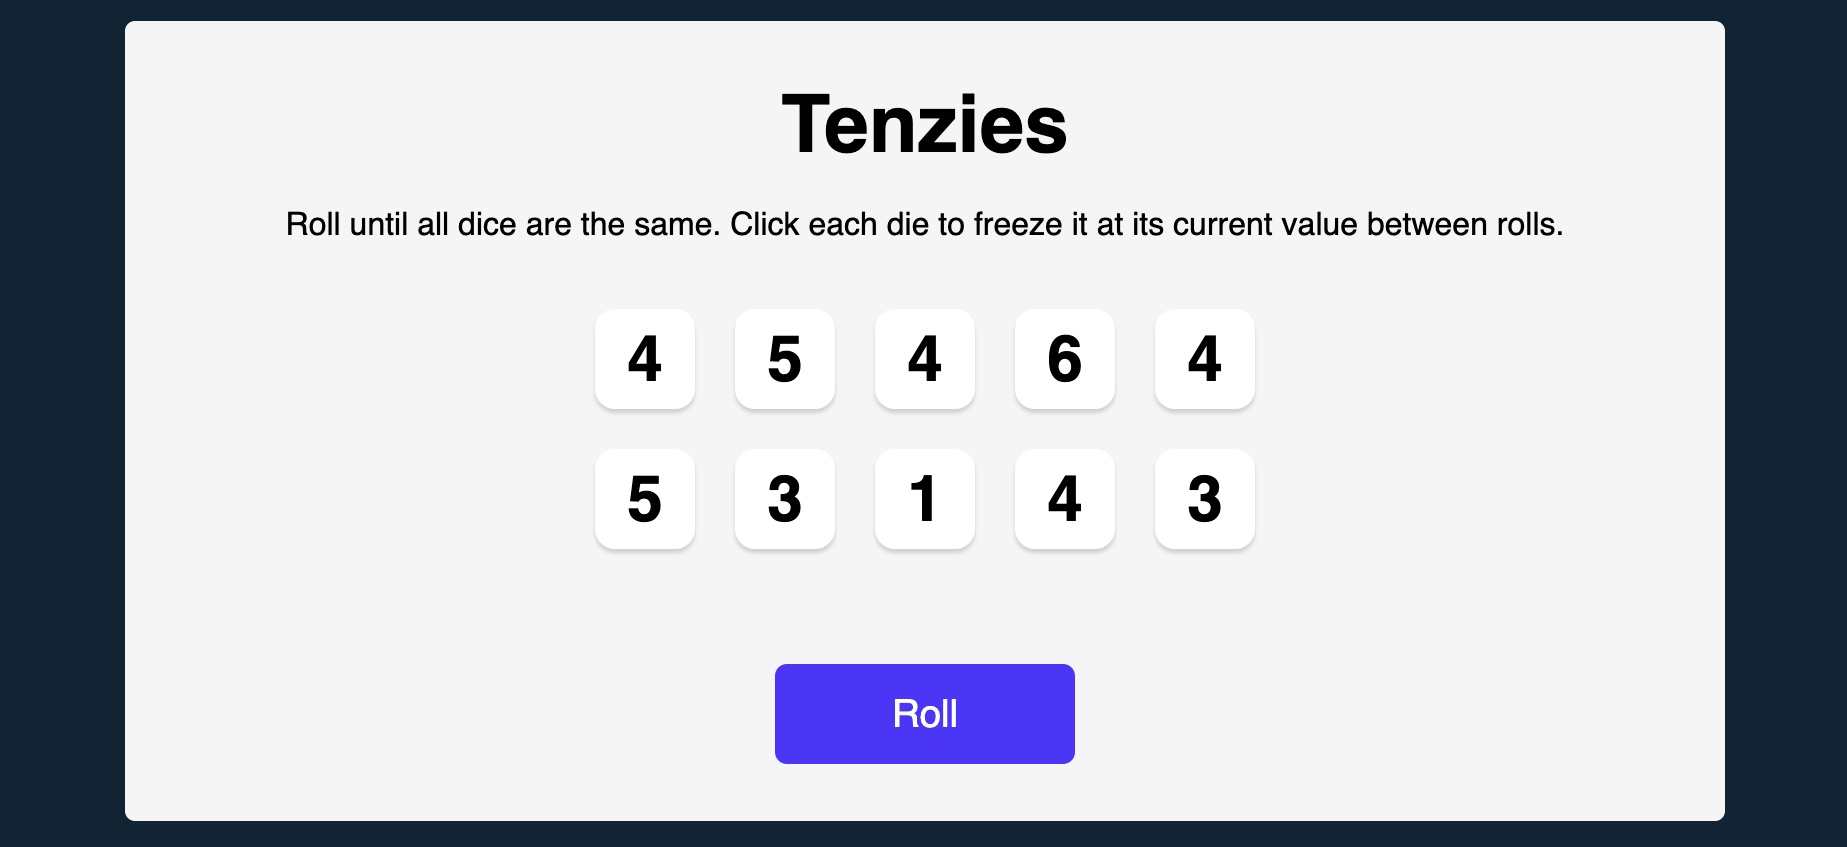 Tenzies
Roll until all dice are the same. Click each die to freeze it at its current value between rolls.
4 5 4 6 4
5 3 1 4 3
Roll